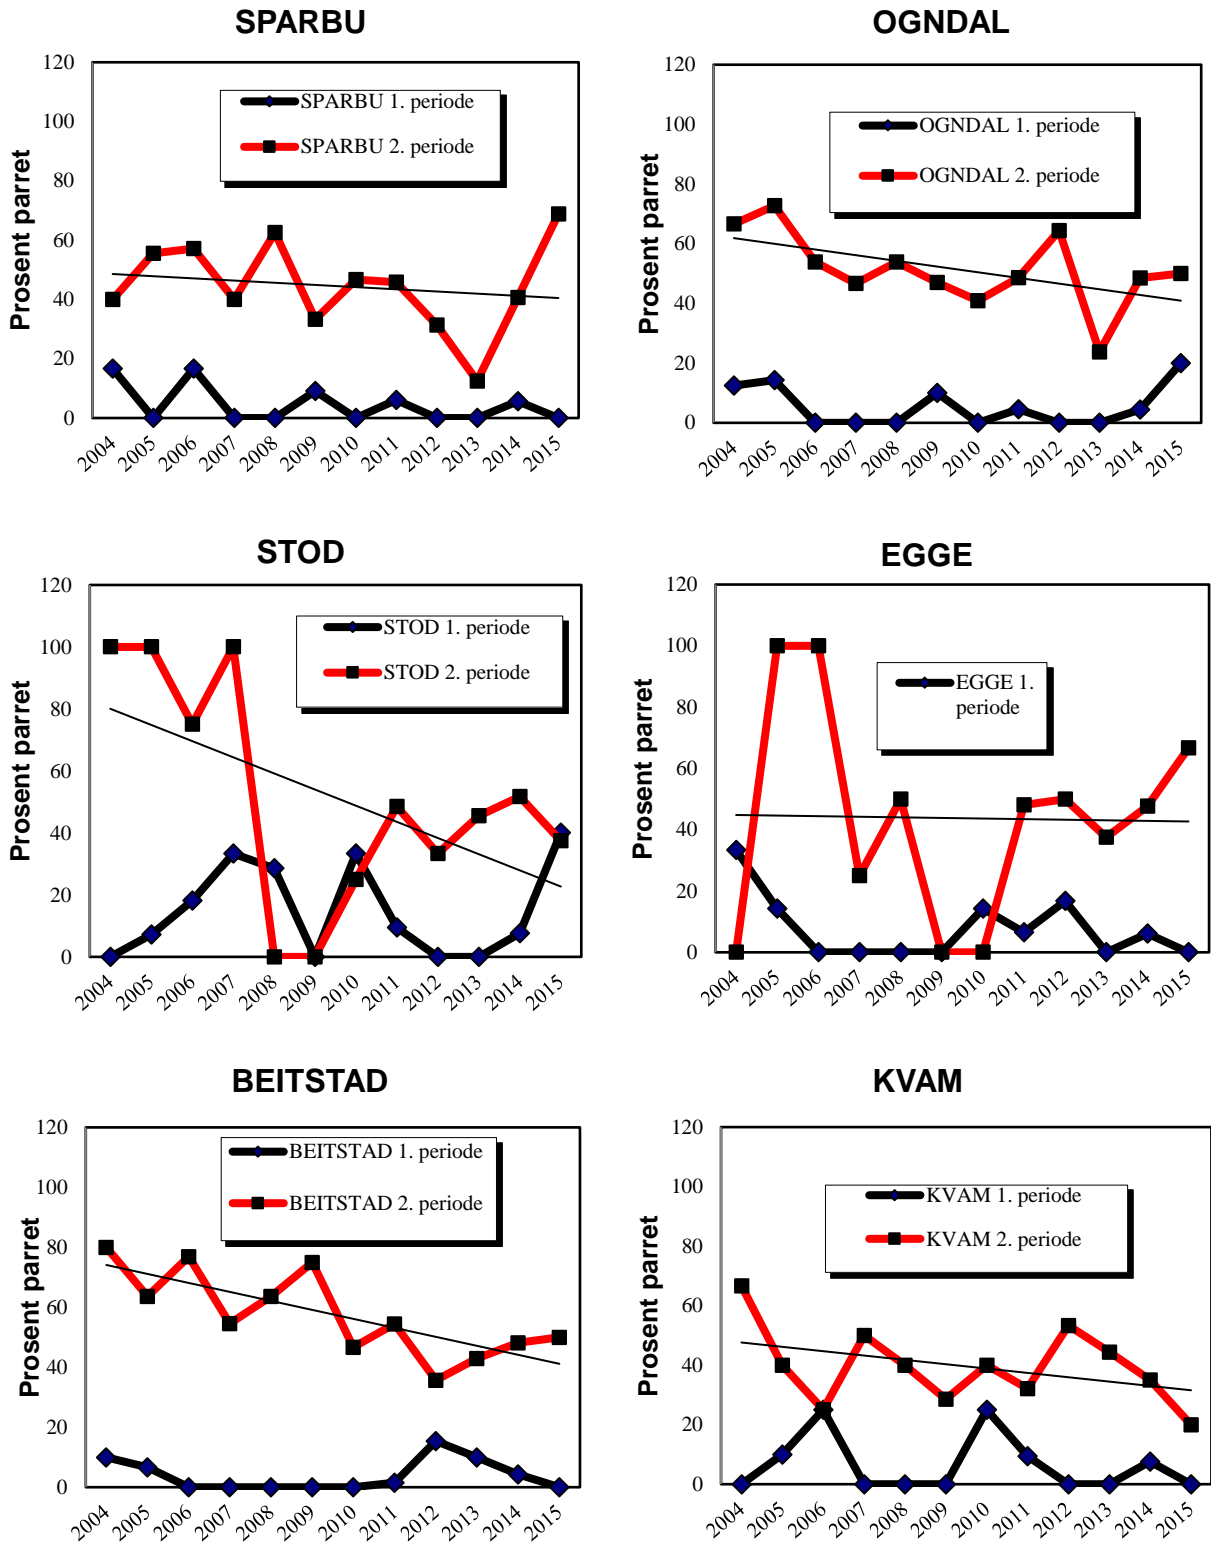 SPARBU
Prosent parret
120
100
80
60
40
20
0
SPARBU 1. periode
SPARBU 2. periode
2004 2005 2006 2007 2008 2009 2010 2011 2012 2013 2014 2015
OGNDAL
Prosent parret
120
100
80
60
40
20
0
OGNDAL 1. periode
OGNDAL 2. periode
2004 2005 2006 2007 2008 2009 2010 2011 2012 2013 2014 2015
STOD
Prosent parret
120
100
80
60
40
20
0
STOD 1. periode
STOD 2. periode
2004 2005 2006 2007 2008 2009 2010 2011 2012 2013 2014 2015
EGGE
Prosent parret
120
100
80
60
40
20
0
EGGE 1.
periode
2004 2005 2006 2007 2008 2009 2010 2011 2012 2013 2014 2015
BEITSTAD
Prosent parret
120
100
80
60
40
20
0
BEITSTAD 1. periode
BEITSTAD 2. periode
2004 2005 2006 2007 2008 2009 2010 2011 2012 2013 2014 2015
KVAM
Prosent parret
120
100
80
60
40
20
0
KVAM 1. periode
KVAM 2. periode
2004 2005 2006 2007 2008 2009 2010 2011 2012 2013 2014 2015